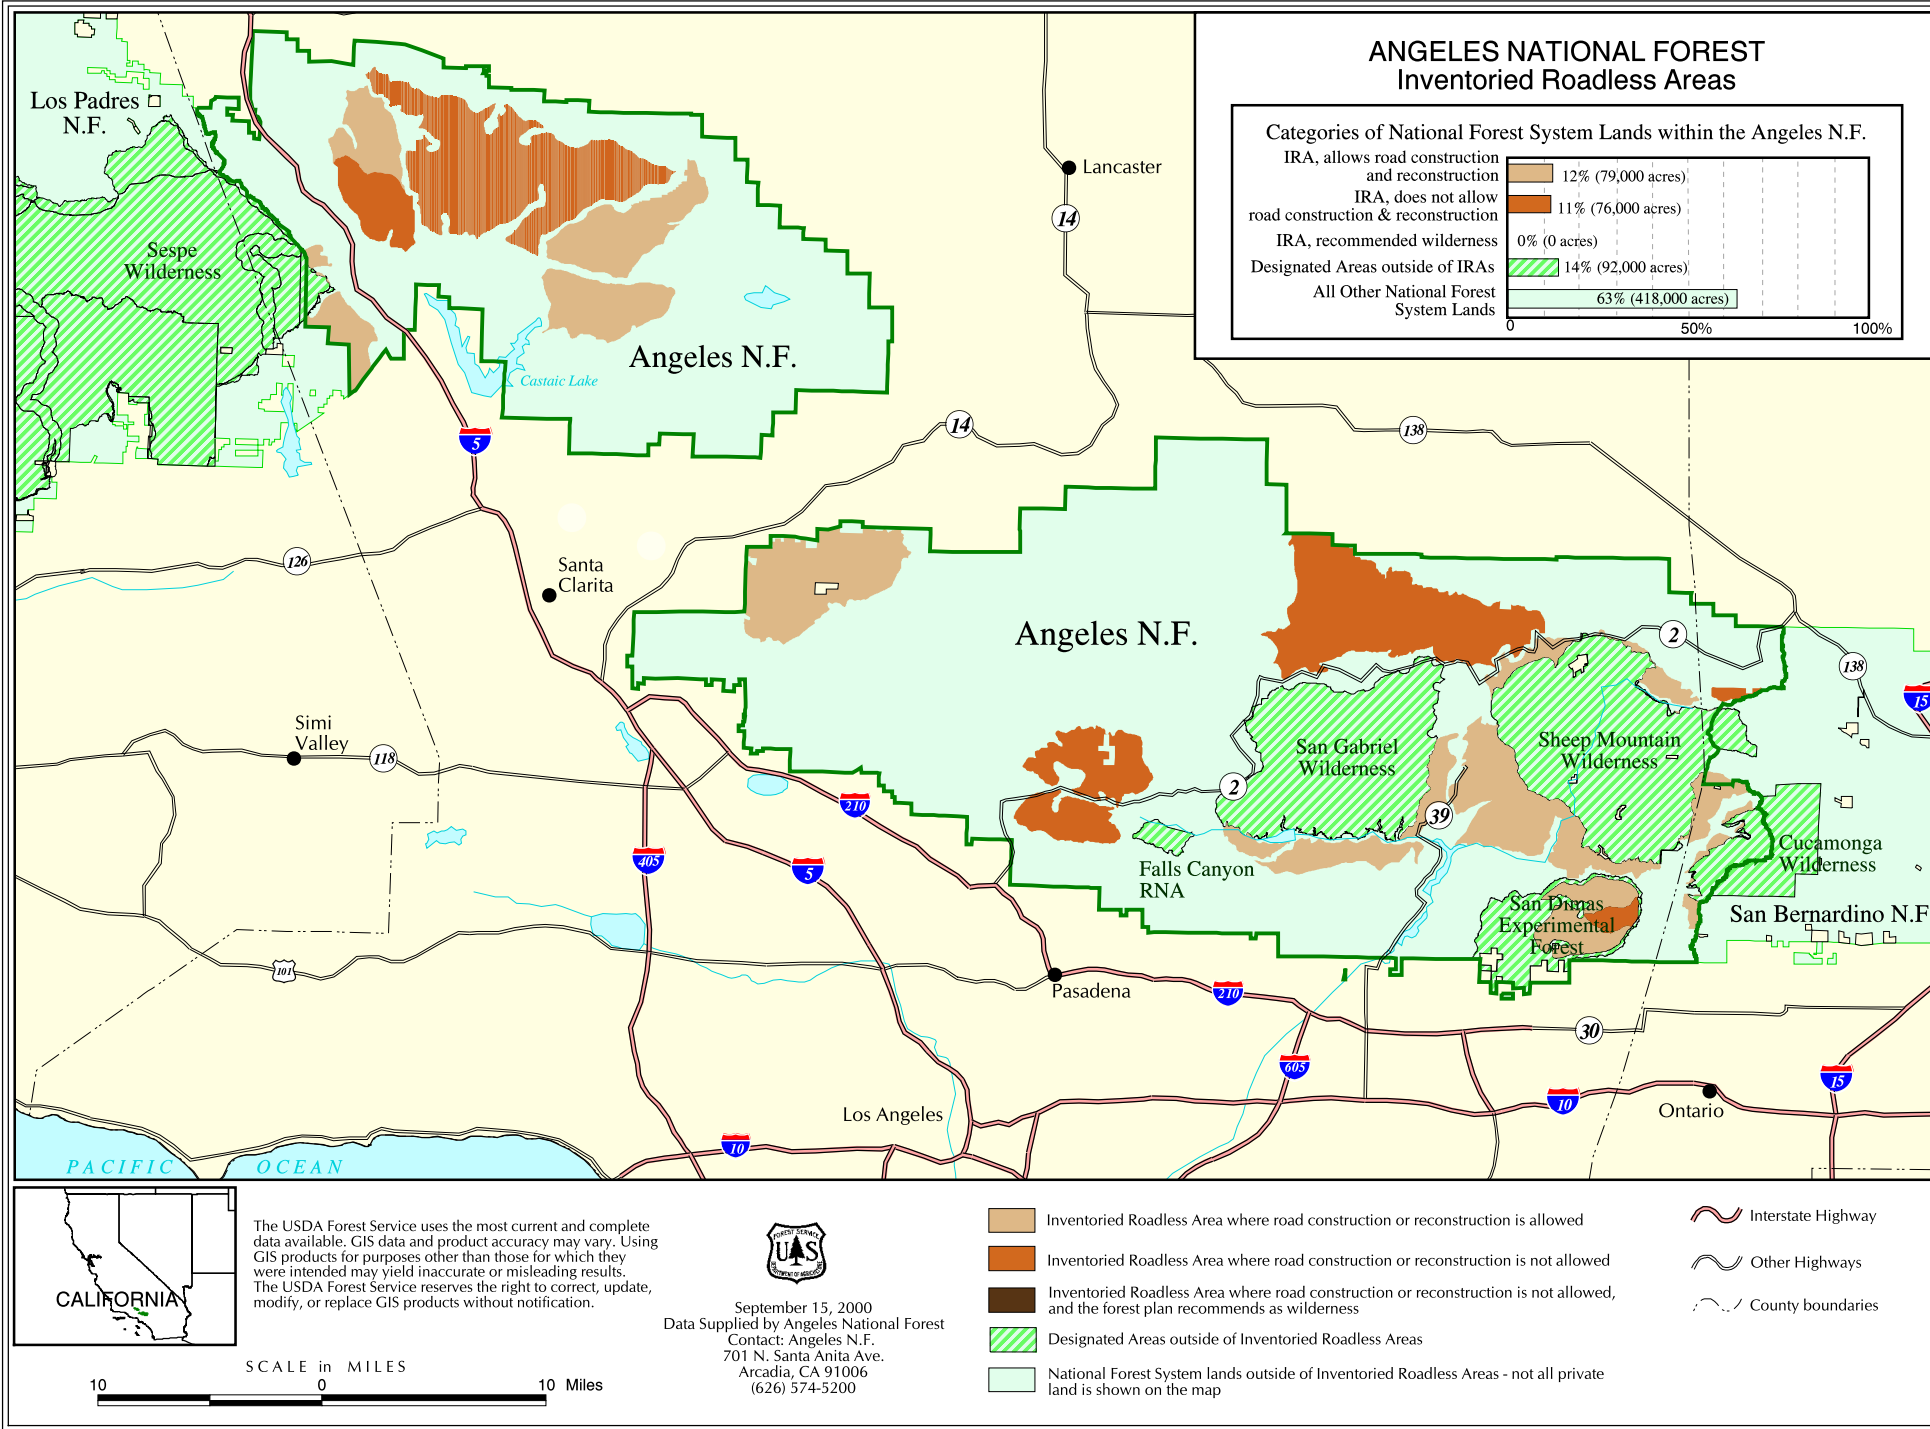 ANGELES NATIONAL FOREST
Inventoried Roadless Areas
Categories of National Forest System Lands within the Angeles N.F.
IRA, allows road construction
and reconstruction
12% (79,000 acres)
IRA, does not allow
road construction & reconstruction
11% (76,000 acres)
IRA, recommended wilderness
0% (0 acres)
Designated Areas outside of IRAs
14% (92,000 acres)
All Other National Forest
System Lands
63% (418,000 acres)
0
50%
100%
Los Padres
N.F.
Sespe
Wilderness
Lancaster
14
Angeles N.F.
Castaic Lake
5
14
138
126
Santa
Clarita
Angeles N.F.
2
138
15
Simi
Valley
118
San Gabriel
Wilderness
Sheep Mountain
Wilderness
2
210
39
405
5
Falls Canyon
RNA
Cucamonga
Wilderness
San Dimas
Experimental
Forest
San Bernardino N.F
101
Pasadena
210
30
605
15
10
Ontario
Los Angeles
10
PACIFIC OCEAN
CALIFORNIA
The USDA Forest Service uses the most current and complete
data available. GIS data and product accuracy may vary. Using
GIS products for purposes other than those for which they
were intended may yield inaccurate or misleading results.
The USDA Forest Service reserves the right to correct, update,
modify, or replace GIS products without notification.
SCALE in MILES
10 0 10 Miles
FOREST SERVICE
U S
DEPARTMENT OF AGRICULTURE
September 15, 2000
Data Supplied by Angeles National Forest
Contact: Angeles N.F.
701 N. Santa Anita Ave.
Arcadia, CA 91006
(626) 574-5200
Inventoried Roadless Area where road construction or reconstruction is allowed
Inventoried Roadless Area where road construction or reconstruction is not allowed
Inventoried Roadless Area where road construction or reconstruction is not allowed,
and the forest plan recommends as wilderness
Designated Areas outside of Inventoried Roadless Areas
National Forest System lands outside of Inventoried Roadless Areas - not all private
land is shown on the map
Interstate Highway
Other Highways
County boundaries